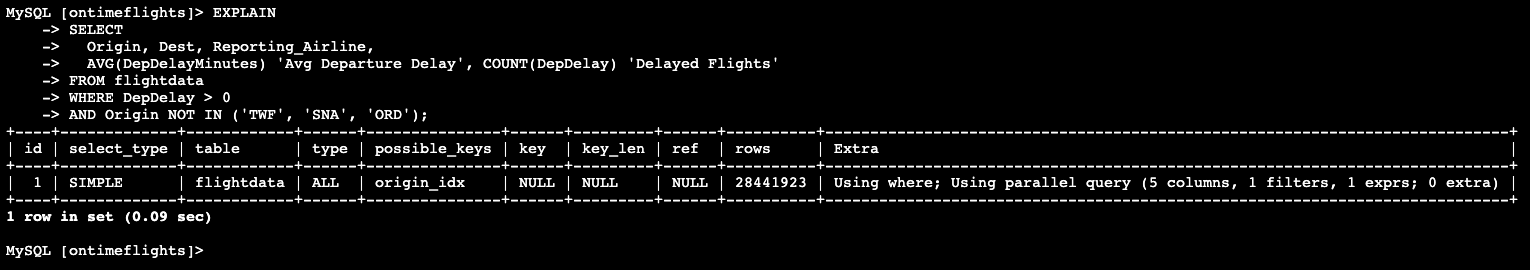 MySQL [ontimeflights]> EXPLAIN
    -> SELECT
    ->   Origin, Dest, Reporting_Airline,
    ->   AVG(DepDelayMinutes) 'Avg Departure Delay', COUNT(DepDelay) 'Delayed Flights'
    -> FROM flightdata
    -> WHERE DepDelay > 0
    -> AND Origin NOT IN ('TWF', 'SNA', 'ORD');
+----+-------------+------------+------+---------------+------+---------+------+----------+---------------------------------------------------------------------------+
| id | select_type | table      | type | possible_keys | key  | key_len | ref  | rows     | Extra                                                                     |
+----+-------------+------------+------+---------------+------+---------+------+----------+---------------------------------------------------------------------------+
|  1 | SIMPLE      | flightdata | ALL  | origin_idx    | NULL | NULL    | NULL | 28441923 | Using where; Using parallel query (5 columns, 1 filters, 1 exprs; 0 extra) |
+----+-------------+------------+------+---------------+------+---------+------+----------+---------------------------------------------------------------------------+
1 row in set (0.09 sec)
MySQL [ontimeflights]>